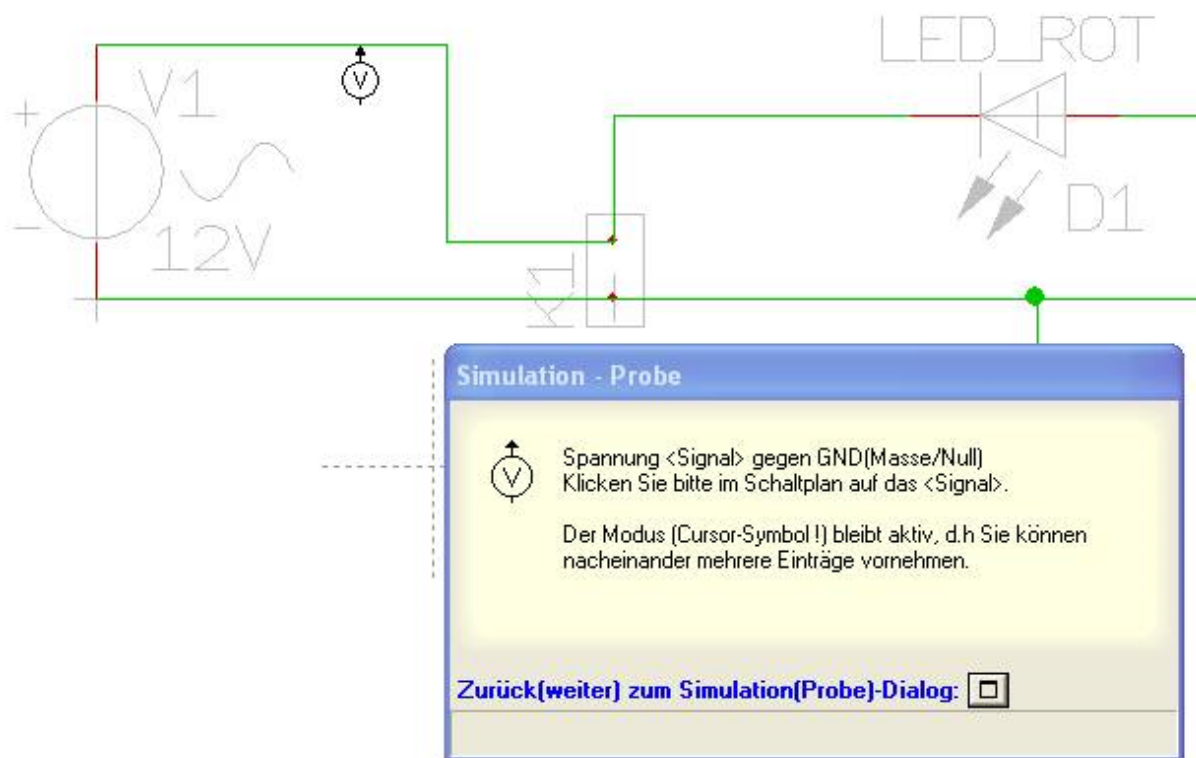 LED_ROT
V
V1
+
-
12V
D1
K1
Simulation - Probe
V
Spannung <Signal> gegen GND(Masse/Null)
Klicken Sie bitte im Schaltplan auf das <Signal>.
Der Modus (Cursor-Symbol !) bleibt aktiv, d.h Sie können
nacheinander mehrere Einträge vornehmen.
Zurück(weiter) zum Simulation(Probe)-Dialog: